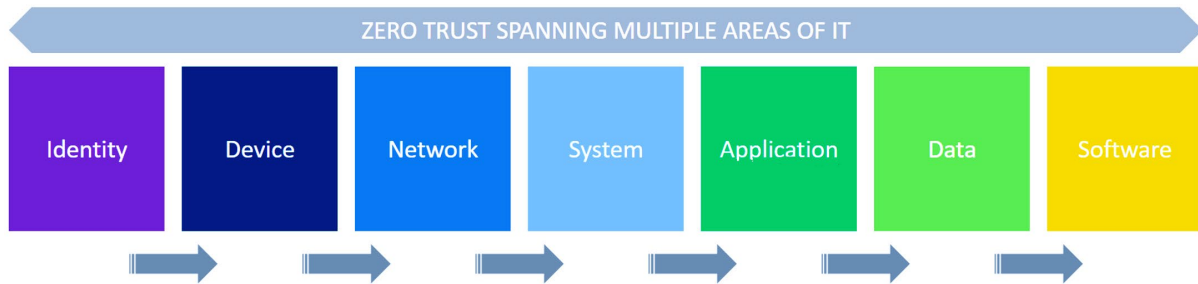 ZERO TRUST SPANNING MULTIPLE AREAS OF IT
Identity
Device
Network
System
Application
Data
Software